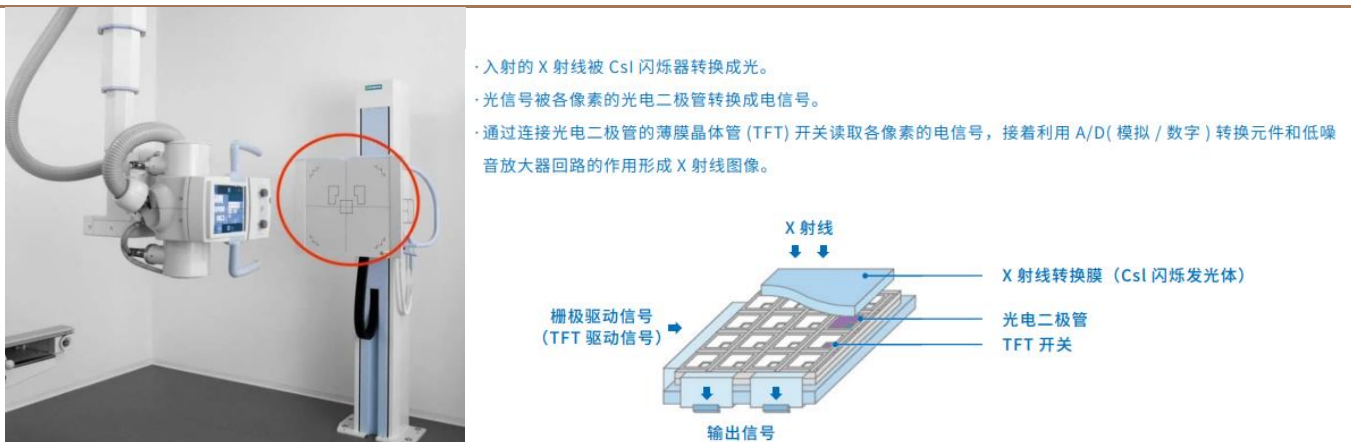 ·入射的 X 射线被 CsI 闪烁器转换成光。
·光信号被各像素的光电二极管转换成电信号。
·通过连接光电二极管的薄膜晶体管 (TFT) 开关读取各像素的电信号，接着利用 A/D( 模拟 / 数字 ) 转换元件和低噪
音放大器回路的作用形成 X 射线图像。
X 射线
X 射线转换膜（CsI 闪烁发光体）
栅极驱动信号
（TFT 驱动信号）
光电二极管
TFT 开关
输出信号